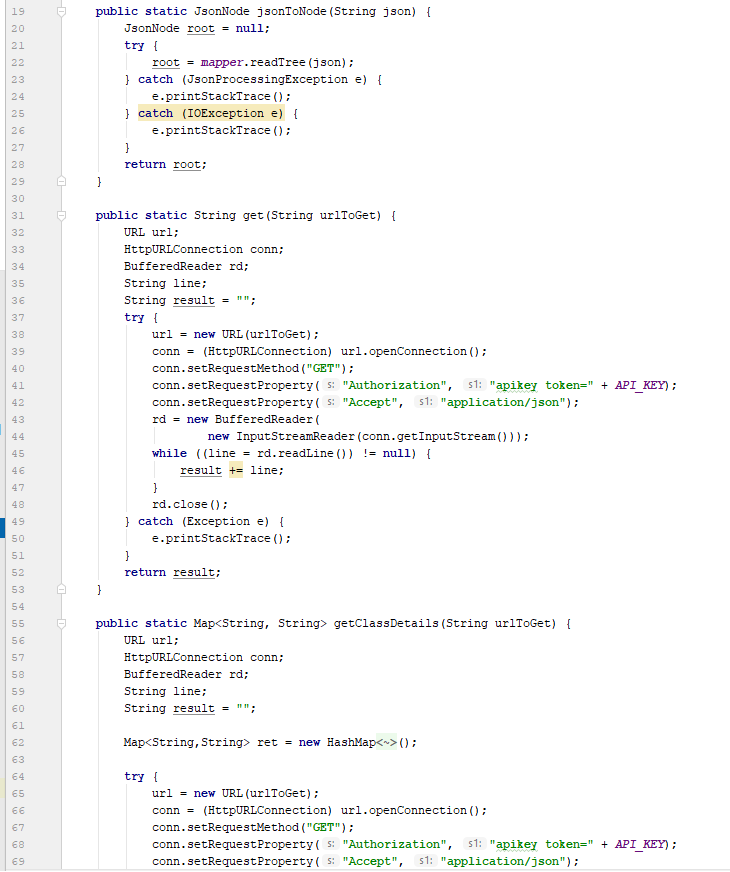 19 public static JsonNode jsonToNode(String json) {
20 JsonNode root = null;
21 try {
22 root = mapper.readTree(json);
23 } catch (JsonProcessingException e) {
24 e.printStackTrace();
25 } catch (IOException e) {
26 e.printStackTrace();
27 }
28 return root;
29 }
30
31 public static String get(String urlToGet) {
32 URL url;
33 HttpURLConnection conn;
34 BufferedReader rd;
35 String line;
36 String result = "";
37 try {
38 url = new URL(urlToGet);
39 conn = (HttpURLConnection) url.openConnection();
40 conn.setRequestMethod("GET");
41 conn.setRequestProperty( s: "Authorization", s1: "apikey token=" + API_KEY);
42 conn.setRequestProperty( s: "Accept", s1: "application/json");
43 rd = new BufferedReader(
44 new InputStreamReader(conn.getInputStream()));
45 while ((line = rd.readLine()) != null) {
46 result += line;
47 }
48 rd.close();
49 } catch (Exception e) {
50 e.printStackTrace();
51 }
52 return result;
53 }
54
55 public static Map<String, String> getClassDetails(String urlToGet) {
56 URL url;
57 HttpURLConnection conn;
58 BufferedReader rd;
59 String line;
60 String result = "";
61
62 Map<String,String> ret = new HashMap<~>();
63
64 try {
65 url = new URL(urlToGet);
66 conn = (HttpURLConnection) url.openConnection();
67 conn.setRequestMethod("GET");
68 conn.setRequestProperty( s: "Authorization", s1: "apikey token=" + API_KEY);
69 conn.setRequestProperty( s: "Accept", s1: "application/json");